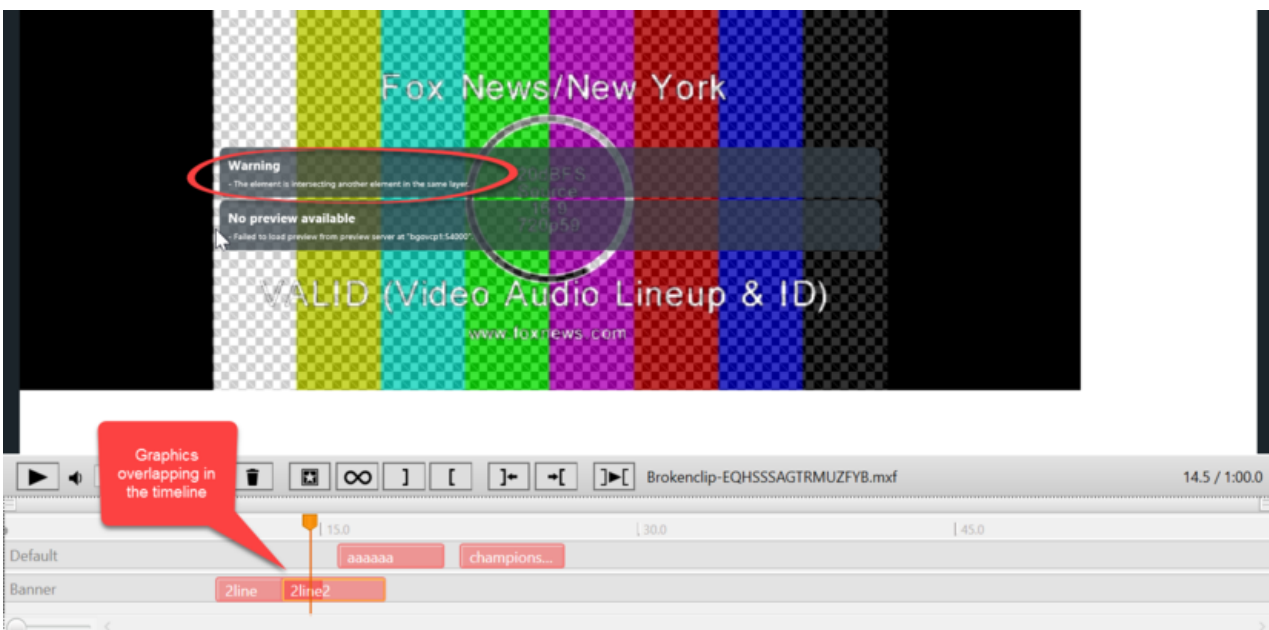 Fox News/New York
Warning
- The element is intersecting another element in the same layer.
No preview available
- Failed to load preview from preview server at "bgovcp1:54000".
VALID (Video Audio Lineup & ID)
www.foxnews.com
Graphics
overlapping in
the timeline
Brokenclip-EQHSSSAGTRMUZFYB.mxf
14.5 / 1:00.0
15.0
30.0
45.0
Default
aaaaaa
champions...
Banner
2line
2line2